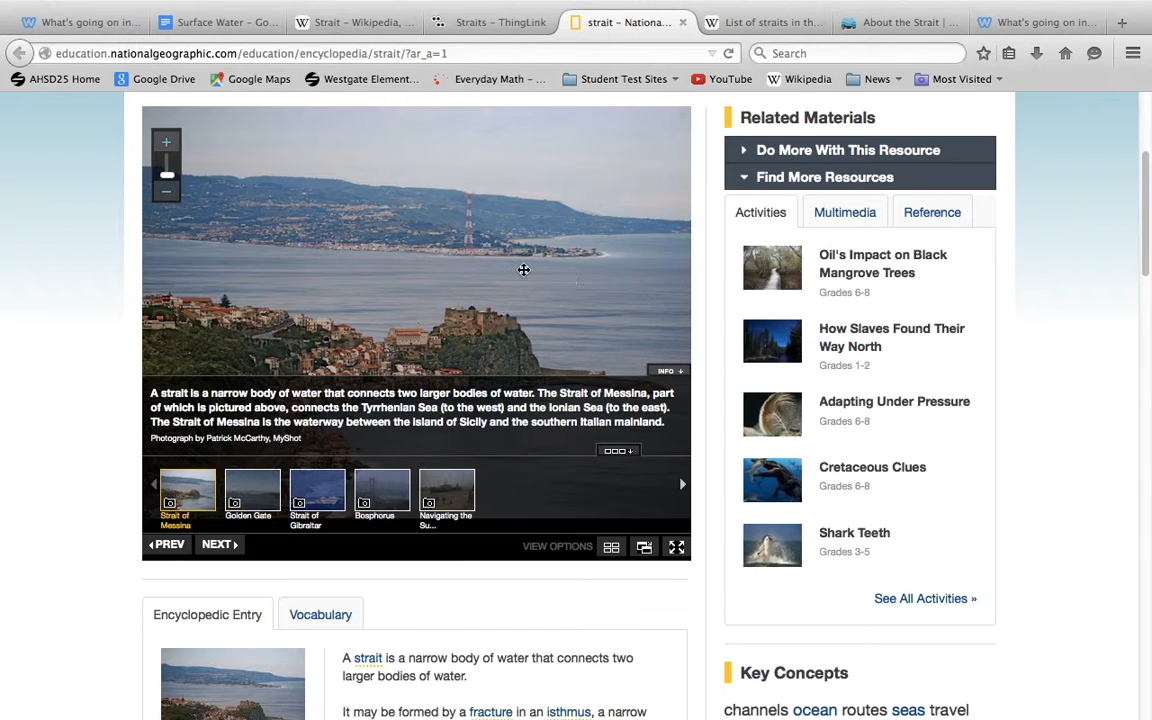 What's going on in...
Surface Water – Go...
Strait – Wikipedia, ...
Straits – ThingLink
strait – Nationa...
List of straits in th...
About the Strait | ...
What's going on in...
education.nationalgeographic.com/education/encyclopedia/strait/?ar_a=1
Search
AHSD25 Home
Google Drive
Google Maps
Westgate Element...
Everyday Math – ...
Student Test Sites
YouTube
Wikipedia
News
Most Visited
INFO
A strait is a narrow body of water that connects two larger bodies of water. The Strait of Messina, part
of which is pictured above, connects the Tyrrhenian Sea (to the west) and the Ionian Sea (to the east).
The Strait of Messina is the waterway between the island of Sicily and the southern Italian mainland.
Photograph by Patrick McCarthy, MyShot
Strait of
Messina
Golden Gate
Strait of
Gibraltar
Bosphorus
Navigating the
Su...
PREV
NEXT
VIEW OPTIONS
Encyclopedic Entry
Vocabulary
A strait is a narrow body of water that connects two
larger bodies of water.
It may be formed by a fracture in an isthmus, a narrow
Related Materials
Do More With This Resource
Find More Resources
Activities
Multimedia
Reference
Oil's Impact on Black
Mangrove Trees
Grades 6-8
How Slaves Found Their
Way North
Grades 1-2
Adapting Under Pressure
Grades 6-8
Cretaceous Clues
Grades 6-8
Shark Teeth
Grades 3-5
See All Activities »
Key Concepts
channels ocean routes seas travel